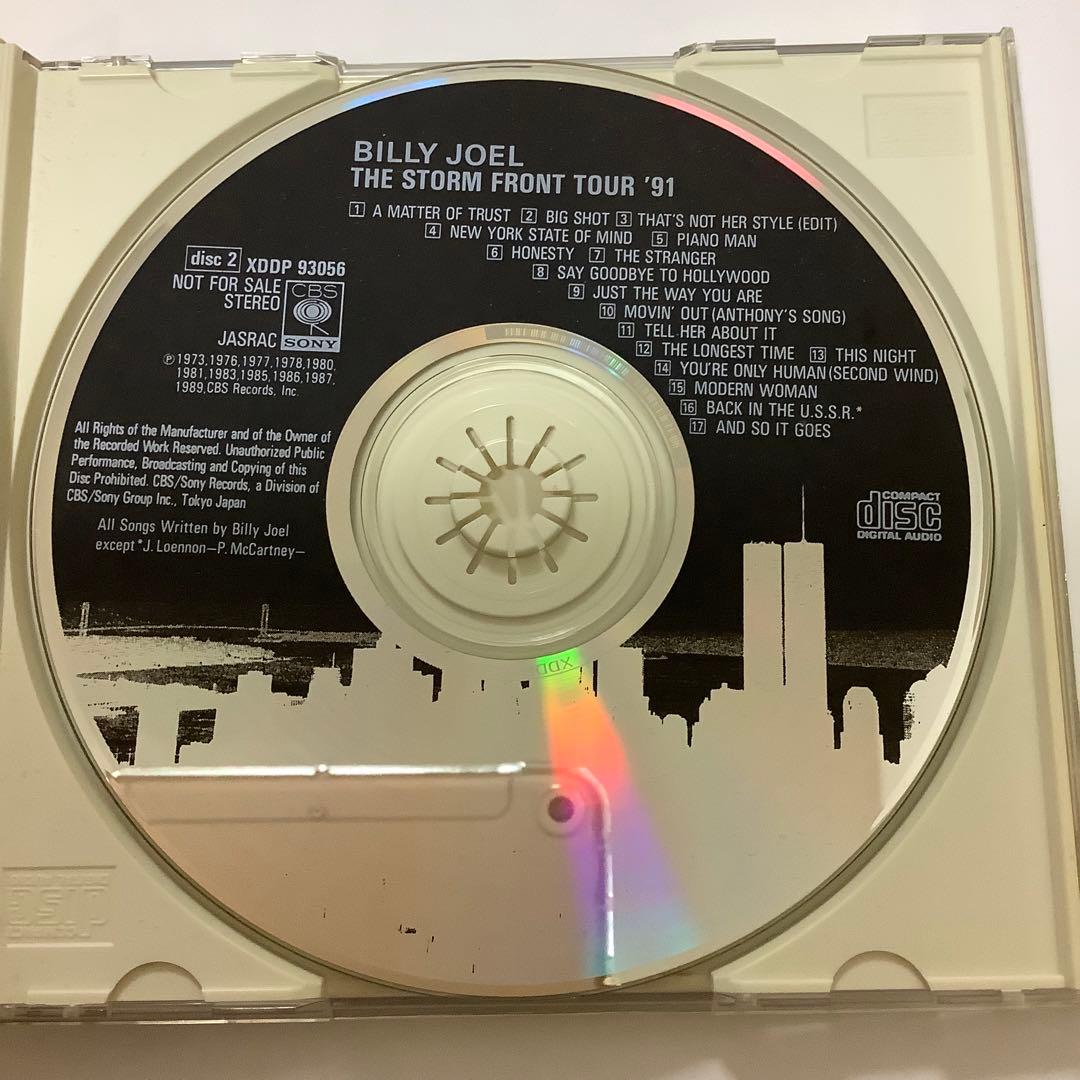 BILLY JOEL
THE STORM FRONT TOUR '91
1 A MATTER OF TRUST 2 BIG SHOT 3 THAT'S NOT HER STYLE (EDIT)
4 NEW YORK STATE OF MIND 5 PIANO MAN
6 HONESTY 7 THE STRANGER
8 SAY GOODBYE TO HOLLYWOOD
9 JUST THE WAY YOU ARE
10 MOVIN' OUT (ANTHONY'S SONG)
11 TELL HER ABOUT IT
12 THE LONGEST TIME 13 THIS NIGHT
14 YOU'RE ONLY HUMAN (SECOND WIND)
15 MODERN WOMAN
16 BACK IN THE U.S.S.R.*
17 AND SO IT GOES
disc 2 XDDP 93056
NOT FOR SALE
STEREO
CBS
SONY
JASRAC
℗ 1973,1976,1977,1978,1980,
1981,1983,1985,1986,1987,
1989,CBS Records, Inc.
All Rights of the Manufacturer and of the Owner of
the Recorded Work Reserved. Unauthorized Public
Performance, Broadcasting and Copying of this
Disc Prohibited. CBS/Sony Records, a Division of
CBS/Sony Group Inc., Tokyo Japan
All Songs Written by Billy Joel
except *J. Loennon—P. McCartney—
COMPACT
disc
DIGITAL AUDIO
XDD